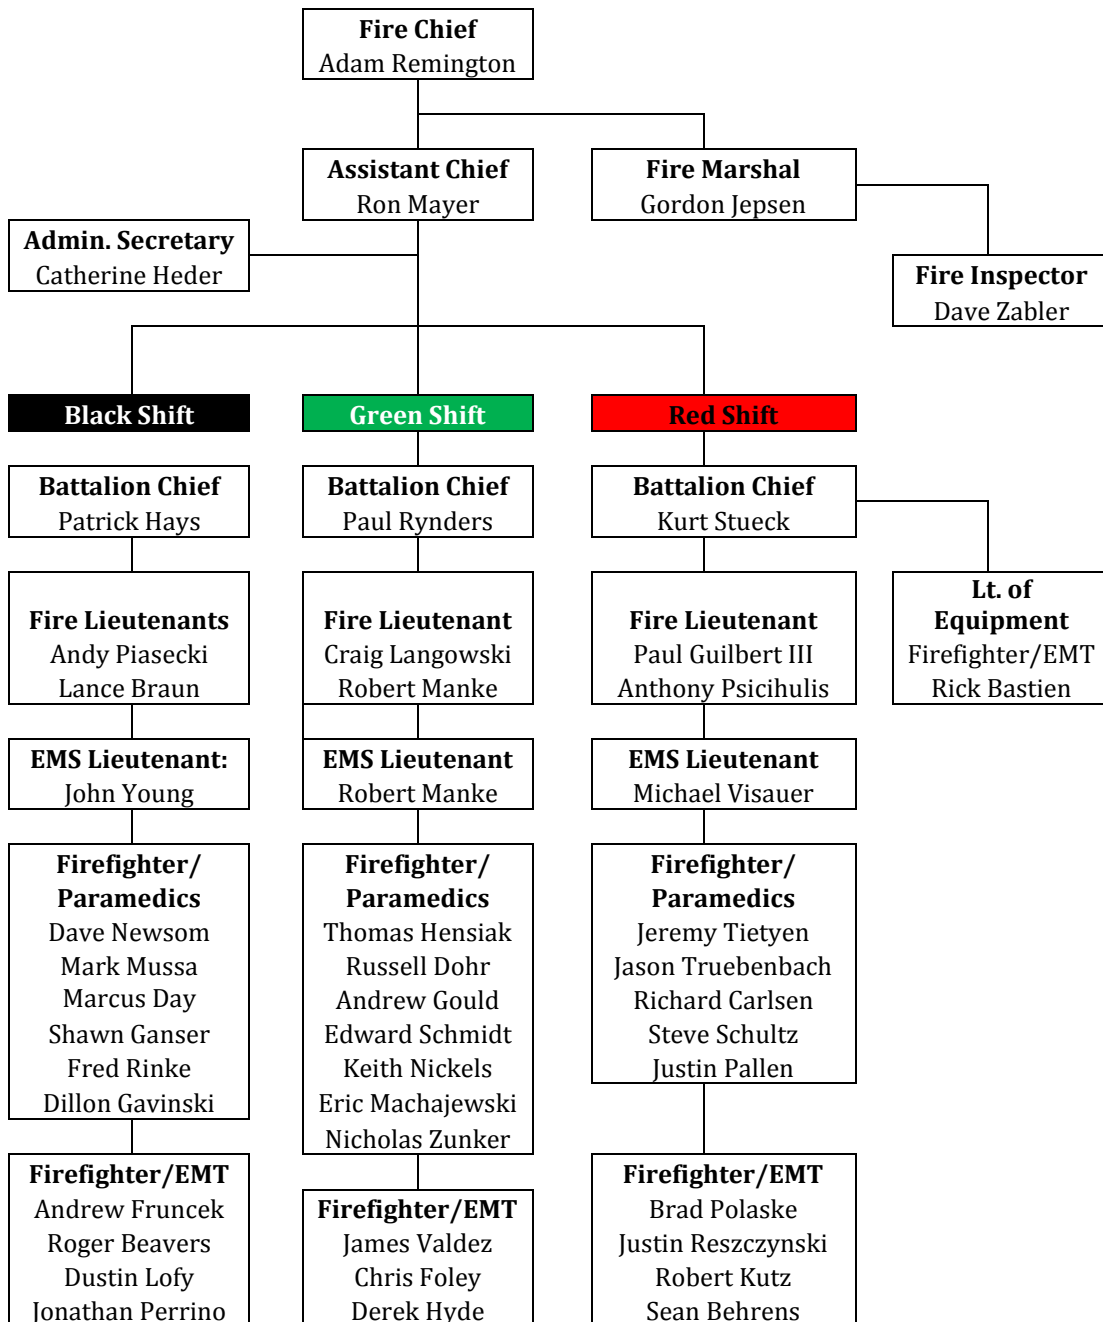 Fire Chief
Adam Remington
Assistant Chief
Ron Mayer
Fire Marshal
Gordon Jepsen
Admin. Secretary
Catherine Heder
Fire Inspector
Dave Zabler
Black Shift
Green Shift
Red Shift
Battalion Chief
Patrick Hays
Battalion Chief
Paul Rynders
Battalion Chief
Kurt Stueck
Fire Lieutenants
Andy Piasecki
Lance Braun
Fire Lieutenant
Craig Langowski
Robert Manke
Fire Lieutenant
Paul Guilbert III
Anthony Psicihulis
Lt. of
Equipment
Firefighter/EMT
Rick Bastien
EMS Lieutenant:
John Young
EMS Lieutenant
Robert Manke
EMS Lieutenant
Michael Visauer
Firefighter/
Paramedics
Dave Newsom
Mark Mussa
Marcus Day
Shawn Ganser
Fred Rinke
Dillon Gavinski
Firefighter/
Paramedics
Thomas Hensiak
Russell Dohr
Andrew Gould
Edward Schmidt
Keith Nickels
Eric Machajewski
Nicholas Zunker
Firefighter/
Paramedics
Jeremy Tietyen
Jason Truebenbach
Richard Carlsen
Steve Schultz
Justin Pallen
Firefighter/EMT
Andrew Fruncek
Roger Beavers
Dustin Lofy
Jonathan Perrino
Firefighter/EMT
James Valdez
Chris Foley
Derek Hyde
Firefighter/EMT
Brad Polaske
Justin Reszczynski
Robert Kutz
Sean Behrens